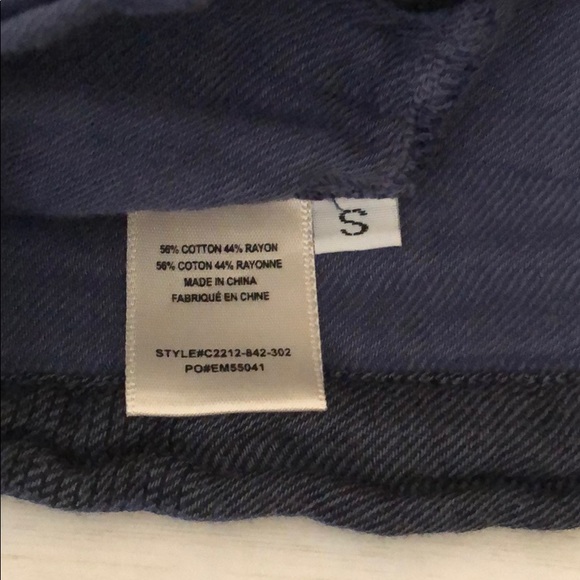 56% COTTON 44% RAYON
56% COTON 44% RAYONNE
MADE IN CHINA
FABRIQUÉ EN CHINE
STYLE#C2212-842-302
PO#EM55041
S